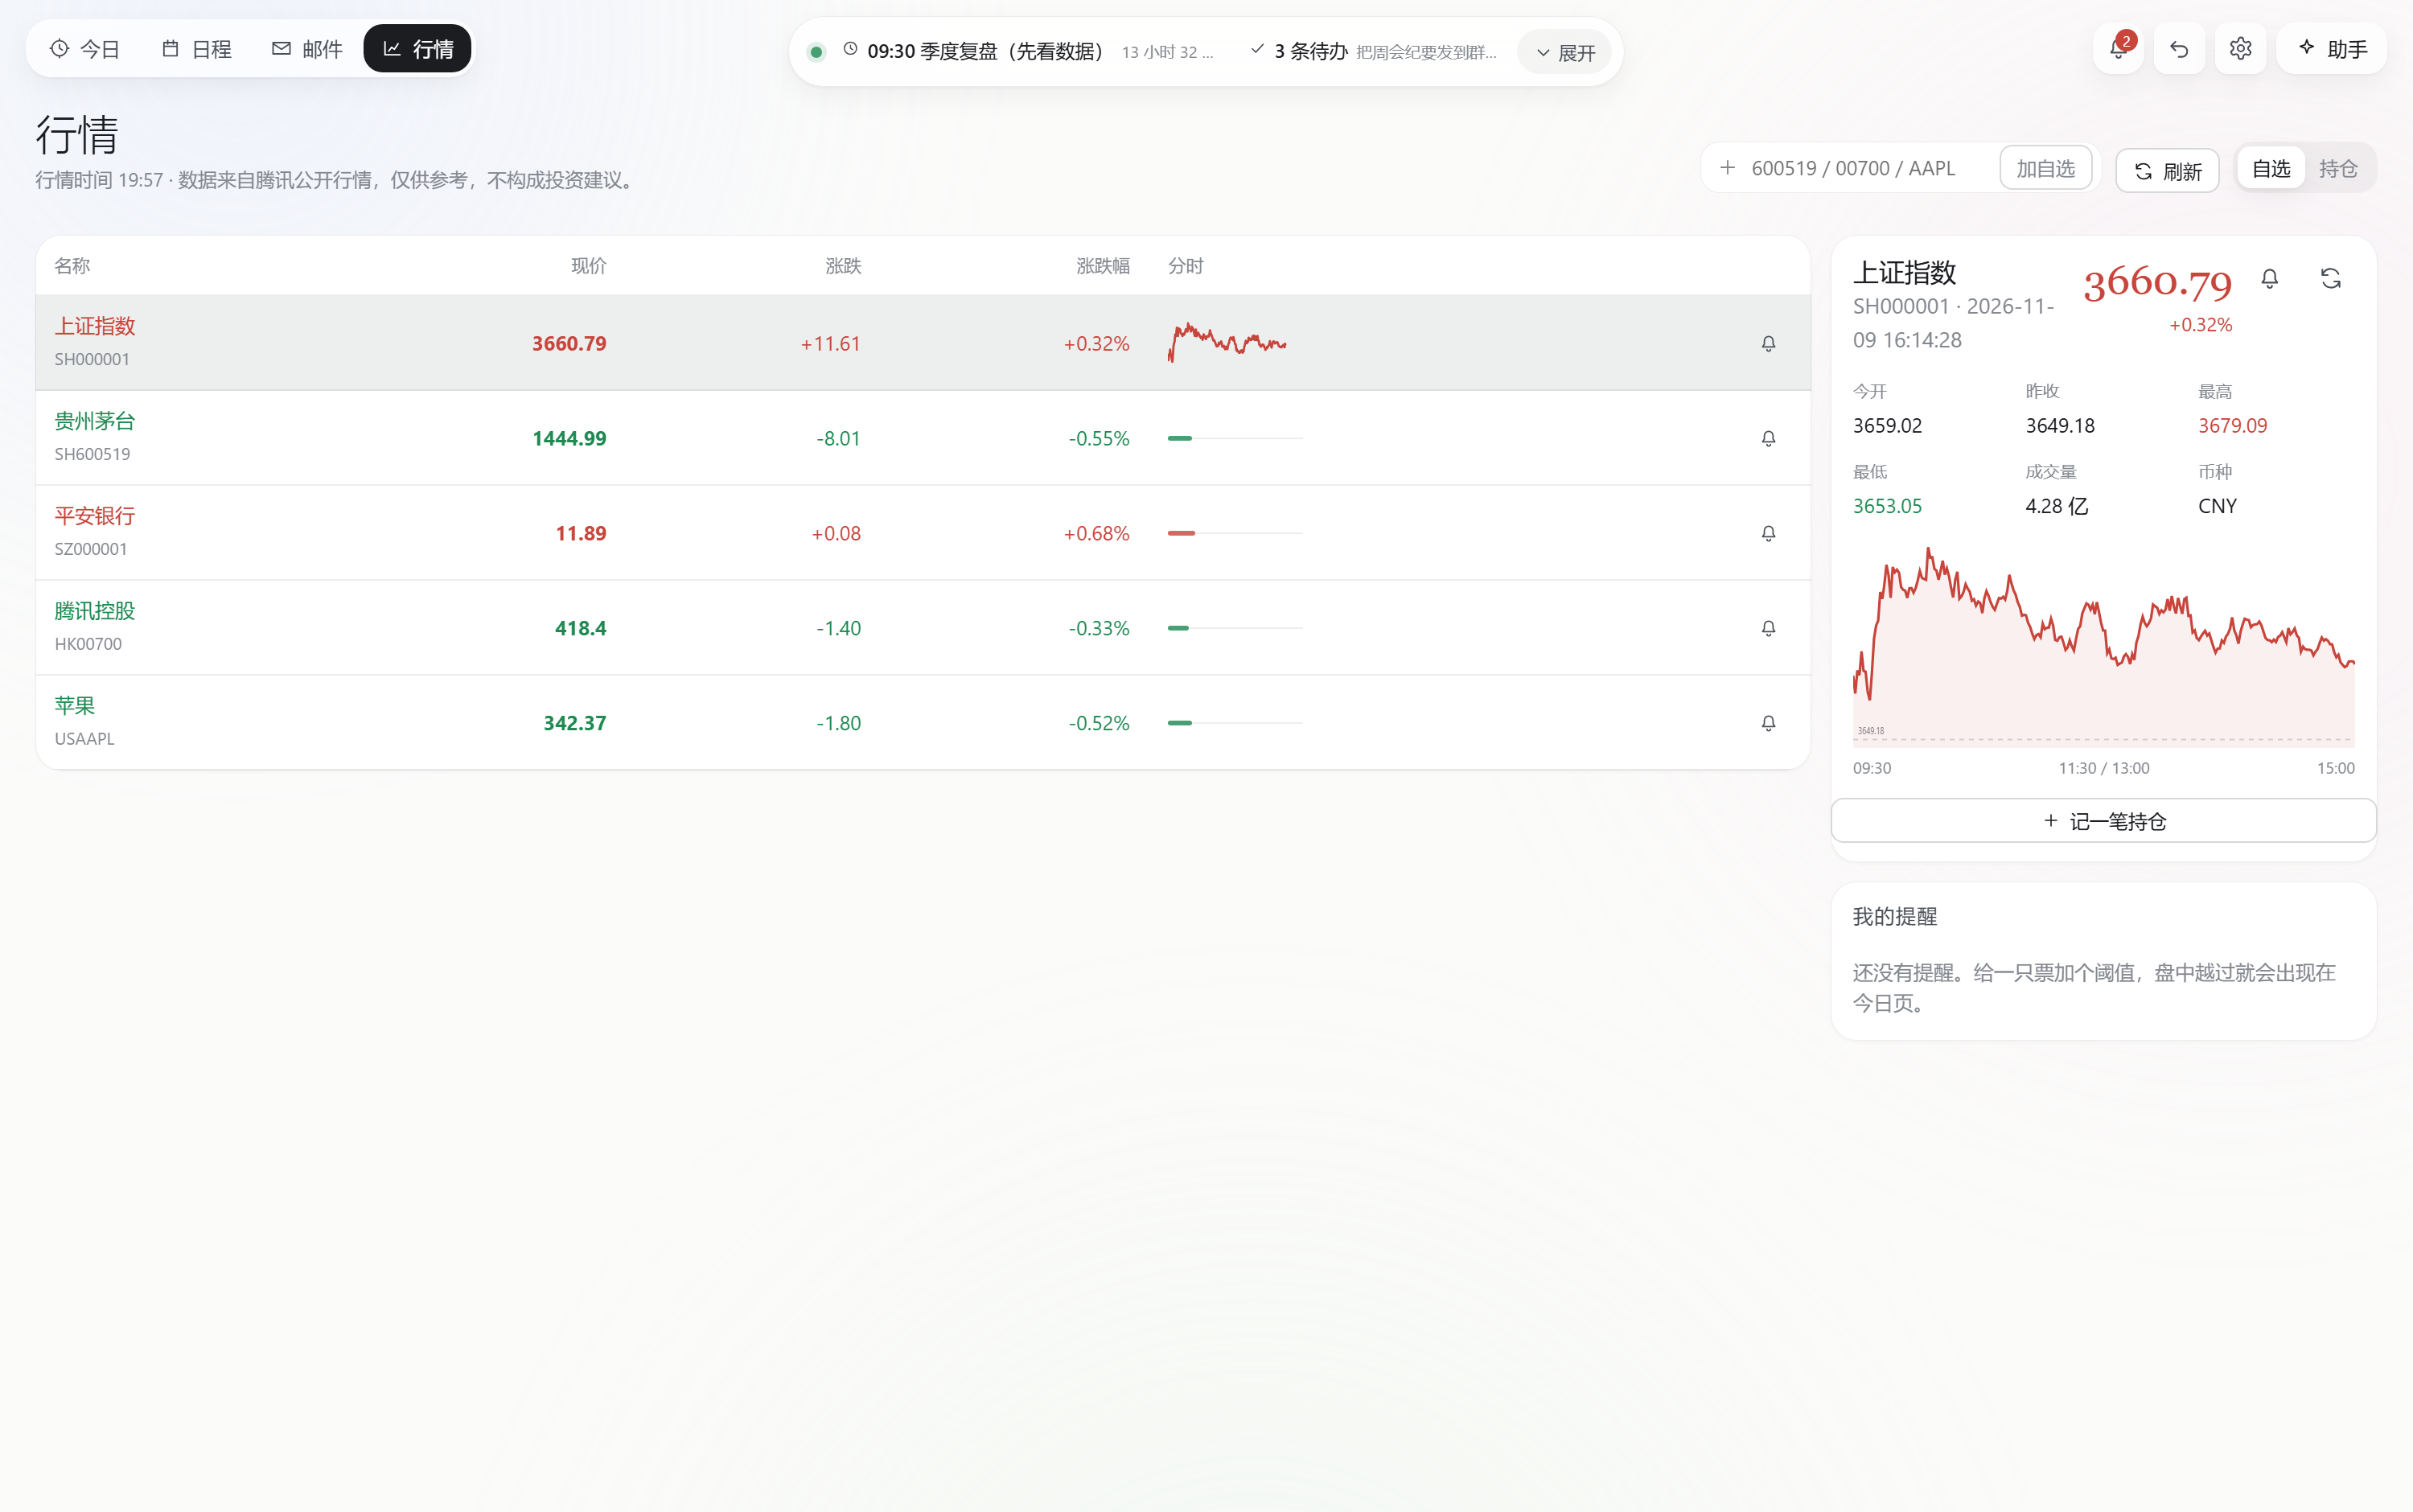 今日 日程 邮件 行情
09:30 季度复盘（先看数据） 13 小时 32 ... 3 条待办 把周会纪要发到群... 展开
2 助手
行情
行情时间 19:57 · 数据来自腾讯公开行情，仅供参考，不构成投资建议。
600519 / 00700 / AAPL 加自选 刷新 自选 持仓
名称 现价 涨跌 涨跌幅 分时
上证指数
SH000001
3660.79 +11.61 +0.32%
贵州茅台
SH600519
1444.99 -8.01 -0.55%
平安银行
SZ000001
11.89 +0.08 +0.68%
腾讯控股
HK00700
418.4 -1.40 -0.33%
苹果
USAAPL
342.37 -1.80 -0.52%
上证指数
SH000001 · 2026-11-
09 16:14:28
3660.79
+0.32%
今开 昨收 最高
3659.02 3649.18 3679.09
最低 成交量 币种
3653.05 4.28 亿 CNY
3649.18
09:30 11:30 / 13:00 15:00
记一笔持仓
我的提醒
还没有提醒。给一只票加个阈值，盘中越过就会出现在
今日页。